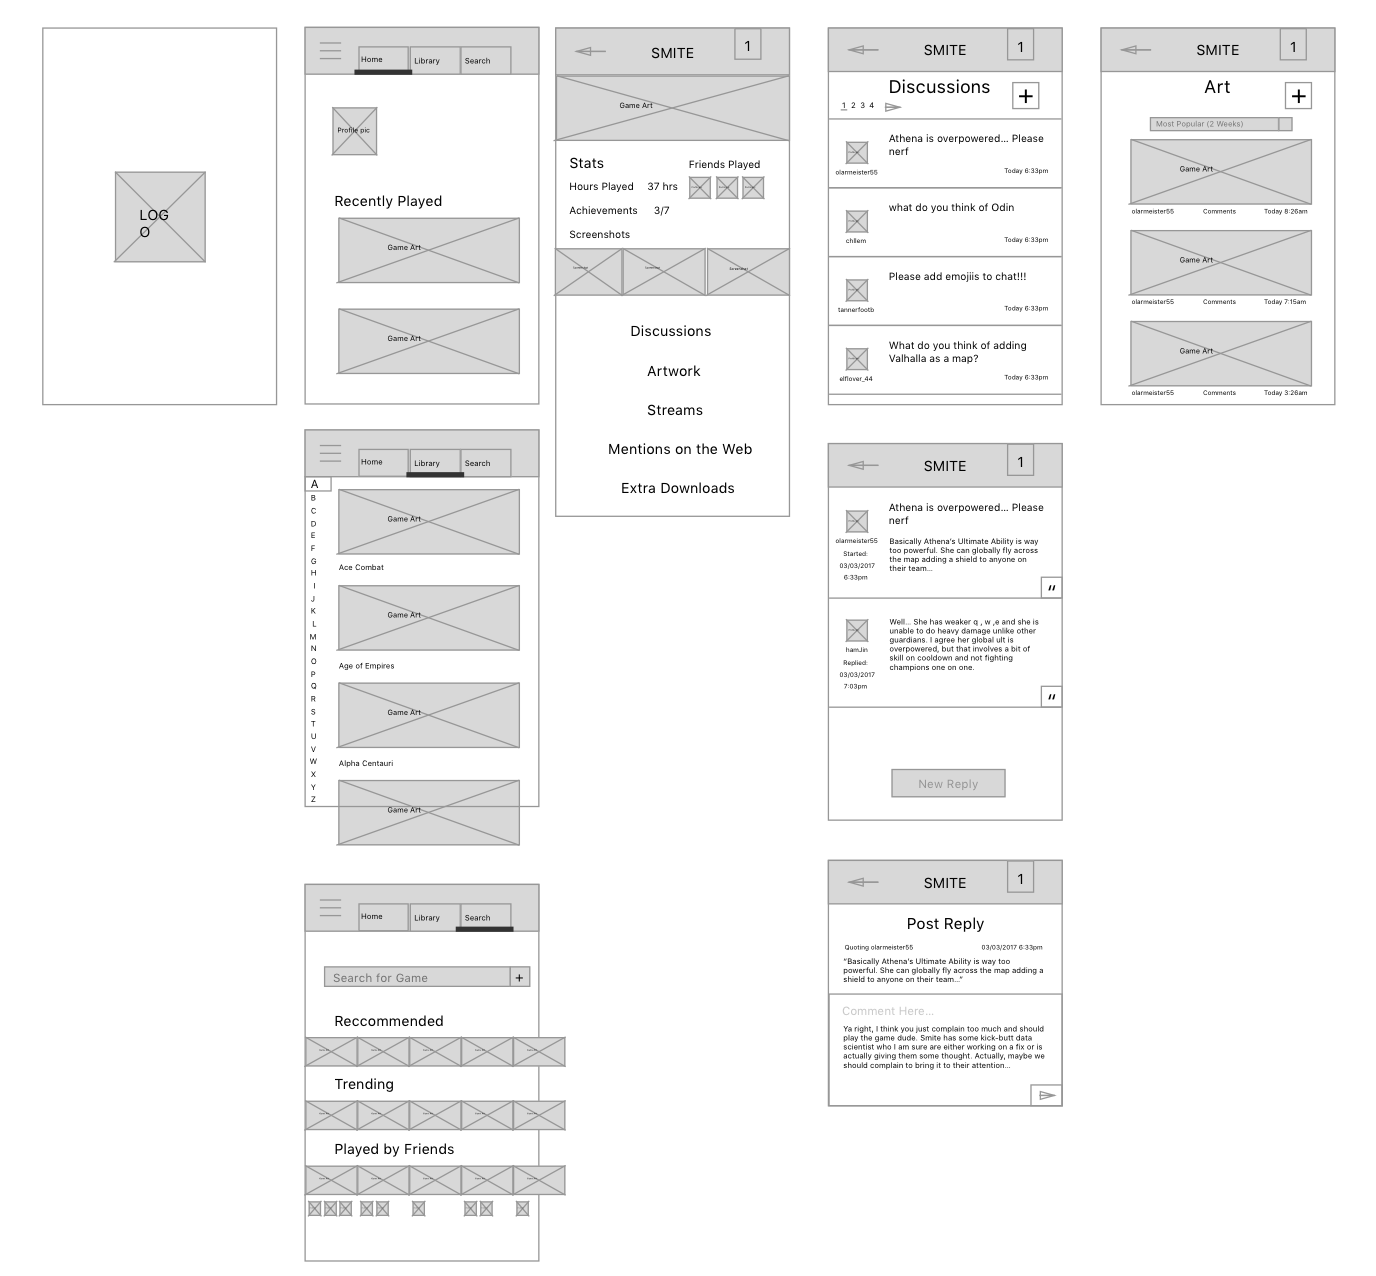 LOG
O
Home
Library
Search
Profile pic
Recently Played
Game Art
Game Art
SMITE
1
Game Art
Stats
Friends Played
Hours Played 37 hrs
Achievements 3/7
Screenshots
Discussions
Artwork
Streams
Mentions on the Web
Extra Downloads
SMITE
1
Discussions
+
1 2 3 4
Athena is overpowered... Please
nerf
olarmeister55
Today 6:33pm
what do you think of Odin
chllem
Today 6:33pm
Please add emojiis to chat!!!
tannerfootb
Today 6:33pm
What do you think of adding
Valhalla as a map?
elflover_44
Today 6:33pm
SMITE
1
Art
+
Most Popular (2 Weeks)
Game Art
olarmeister55 Comments Today 8:26am
Game Art
olarmeister55 Comments Today 7:15am
Game Art
olarmeister55 Comments Today 3:26am
Home
Library
Search
A
B
C
D
E
F
G
H
I
J
K
L
M
N
O
P
Q
R
S
T
U
V
W
X
Y
Z
Game Art
Ace Combat
Game Art
Age of Empires
Game Art
Alpha Centauri
Game Art
SMITE
1
Athena is overpowered... Please
nerf
olarmeister55
Started:
03/03/2017
6:33pm
Basically Athena's Ultimate Ability is way
too powerful. She can globally fly across
the map adding a shield to anyone on
their team...
"
hamJin
Replied:
03/03/2017
7:03pm
Well... She has weaker q , w ,e and she is
unable to do heavy damage unlike other
guardians. I agree her global ult is
overpowered, but that involves a bit of
skill on cooldown and not fighting
champions one on one.
"
New Reply
Home
Library
Search
Search for Game
+
Reccommended
Trending
Played by Friends
SMITE
1
Post Reply
Quoting olarmeister55 03/03/2017 6:33pm
"Basically Athena's Ultimate Ability is way too
powerful. She can globally fly across the map adding a
shield to anyone on their team..."
Comment Here...
Ya right, I think you just complain too much and should
play the game dude. Smite has some kick-butt data
scientist who I am sure are either working on a fix or is
actually giving them some thought. Actually, maybe we
should complain to bring it to their attention...